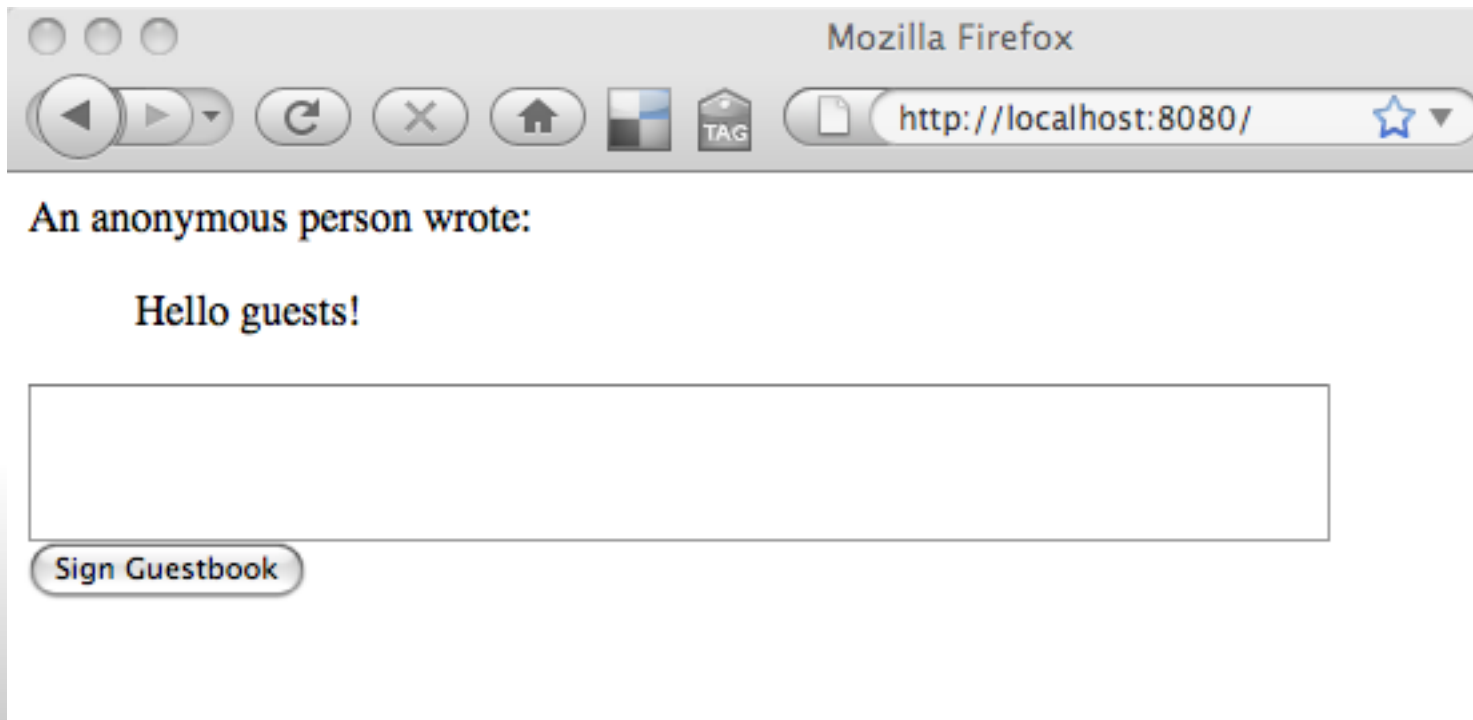 Mozilla Firefox
TAG
http://localhost:8080/
An anonymous person wrote:
Hello guests!
Sign Guestbook